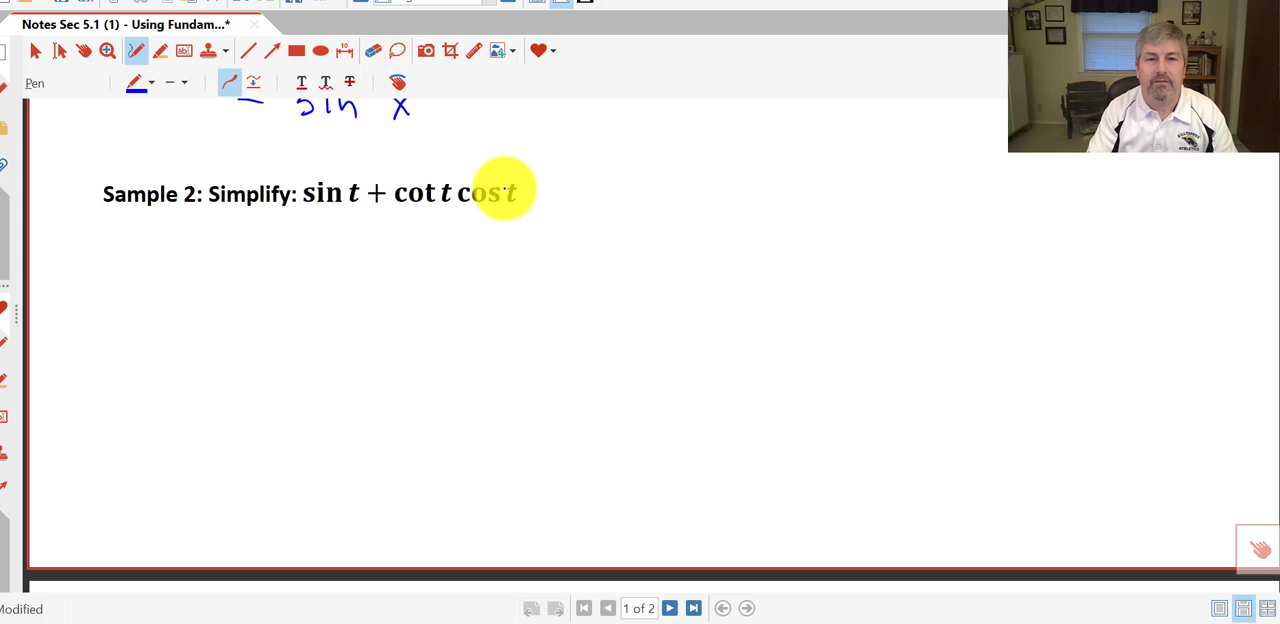 Notes Sec 5.1 (1) - Using Fundam...*
Pen
= sin x
Sample 2: Simplify: sin t + cot t cos t
1 of 2
Modified